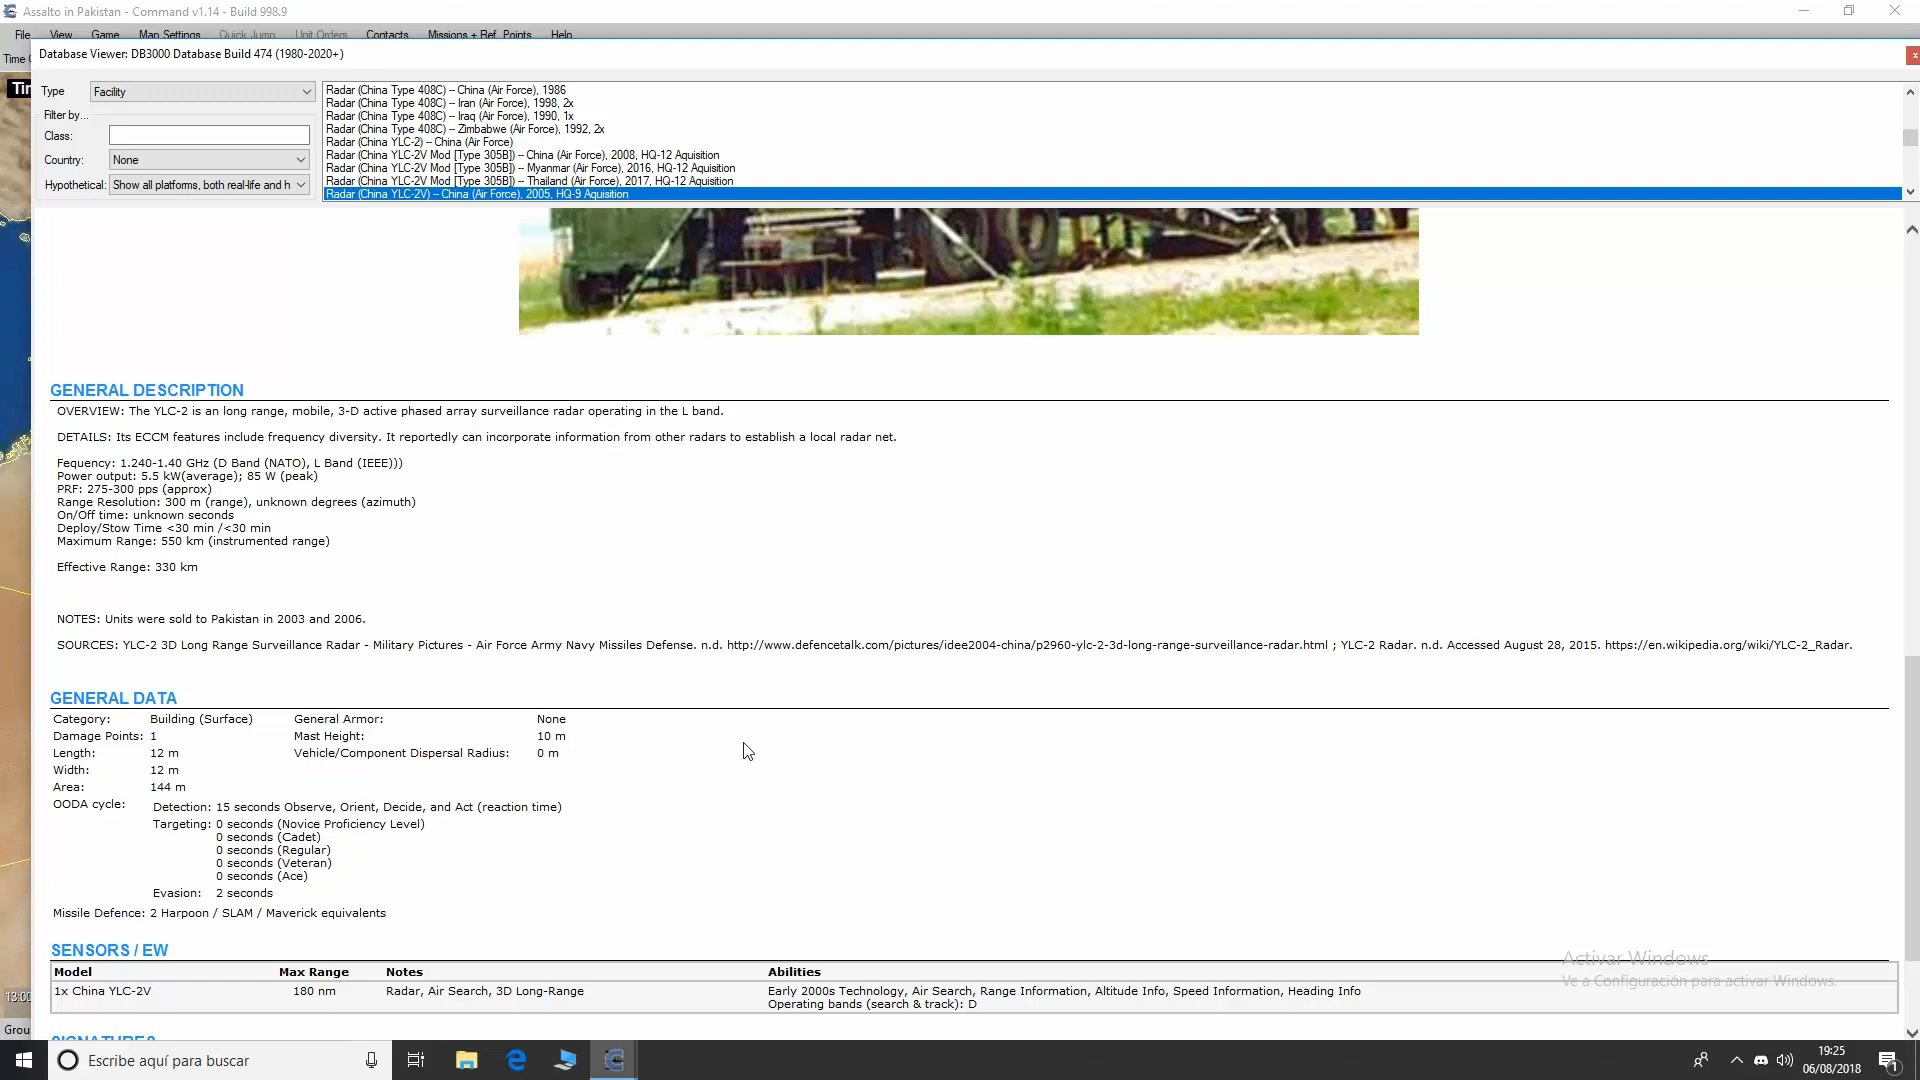 Assalto in Pakistan - Command v1.14 - Build 998.9
File View Game Map Settings Quick Jump Unit Orders Contacts Missions + Ref. Points Help
Database Viewer: DB3000 Database Build 474 (1980-2020+)
Time
Type Facility
Filter by...
Class:
Country: None
Hypothetical: Show all platforms, both real-life and h
Radar (China Type 408C) -- China (Air Force), 1986
Radar (China Type 408C) -- Iran (Air Force), 1998, 2x
Radar (China Type 408C) -- Iraq (Air Force), 1990, 1x
Radar (China Type 408C) -- Zimbabwe (Air Force), 1992, 2x
Radar (China YLC-2) -- China (Air Force)
Radar (China YLC-2V Mod [Type 305B]) -- China (Air Force), 2008, HQ-12 Aquisition
Radar (China YLC-2V Mod [Type 305B]) -- Myanmar (Air Force), 2016, HQ-12 Aquisition
Radar (China YLC-2V Mod [Type 305B]) -- Thailand (Air Force), 2017, HQ-12 Aquisition
Radar (China YLC-2V) -- China (Air Force), 2005, HQ-9 Aquisition
GENERAL DESCRIPTION
OVERVIEW: The YLC-2 is an long range, mobile, 3-D active phased array surveillance radar operating in the L band.
DETAILS: Its ECCM features include frequency diversity. It reportedly can incorporate information from other radars to establish a local radar net.
Fequency: 1.240-1.40 GHz (D Band (NATO), L Band (IEEE)))
Power output: 5.5 kW(average); 85 W (peak)
PRF: 275-300 pps (approx)
Range Resolution: 300 m (range), unknown degrees (azimuth)
On/Off time: unknown seconds
Deploy/Stow Time <30 min /<30 min
Maximum Range: 550 km (instrumented range)
Effective Range: 330 km
NOTES: Units were sold to Pakistan in 2003 and 2006.
SOURCES: YLC-2 3D Long Range Surveillance Radar - Military Pictures - Air Force Army Navy Missiles Defense. n.d. http://www.defencetalk.com/pictures/idee2004-china/p2960-ylc-2-3d-long-range-surveillance-radar.html ; YLC-2 Radar. n.d. Accessed August 28, 2015. https://en.wikipedia.org/wiki/YLC-2_Radar.
GENERAL DATA
Category: Building (Surface) General Armor: None
Damage Points: 1 Mast Height: 10 m
Length: 12 m Vehicle/Component Dispersal Radius: 0 m
Width: 12 m
Area: 144 m
OODA cycle: Detection: 15 seconds Observe, Orient, Decide, and Act (reaction time)
Targeting: 0 seconds (Novice Proficiency Level)
0 seconds (Cadet)
0 seconds (Regular)
0 seconds (Veteran)
0 seconds (Ace)
Evasion: 2 seconds
Missile Defence: 2 Harpoon / SLAM / Maverick equivalents
SENSORS / EW
Model Max Range Notes Abilities
1x China YLC-2V 180 nm Radar, Air Search, 3D Long-Range Early 2000s Technology, Air Search, Range Information, Altitude Info, Speed Information, Heading Info
Operating bands (search & track): D
SIGNATURES
Activar Windows
Ve a Configuración para activar Windows.
13:00
Grou
Escribe aquí para buscar
19:25
06/08/2018
1